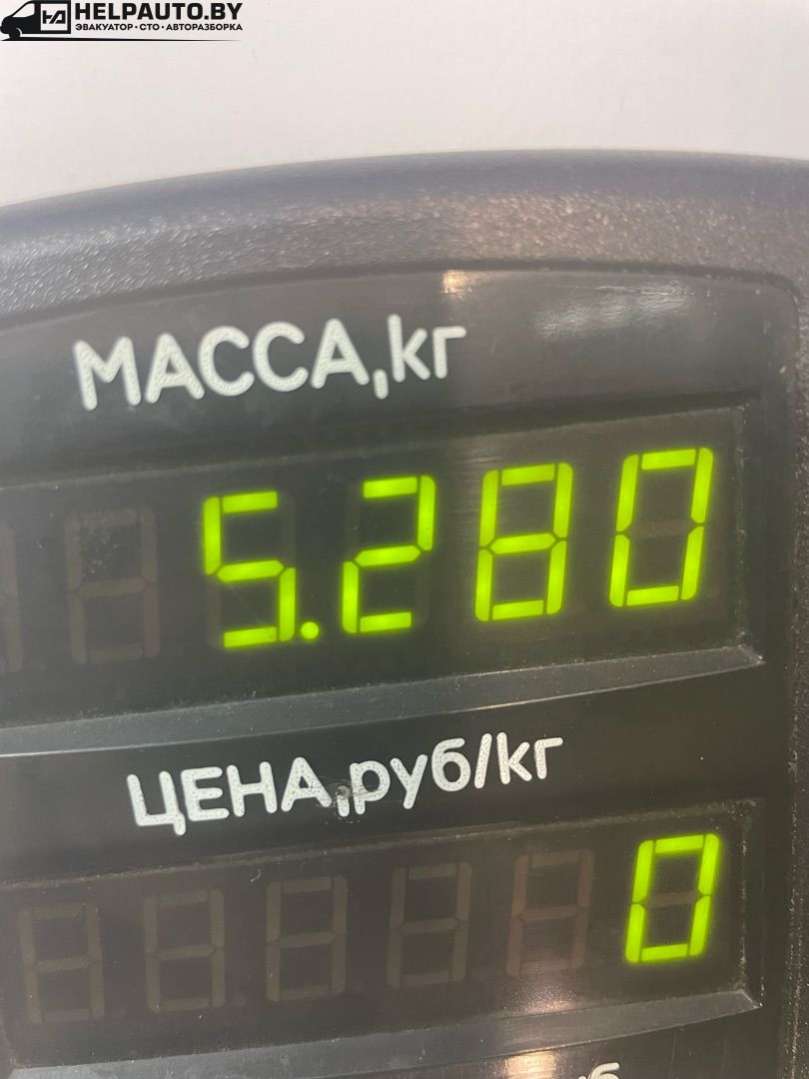 HELPAUTO.BY
ЭВАКУАТОР • СТО • АВТОРАЗБОРКА
МАССА,кг
5.280
ЦЕНА,руб/кг
0